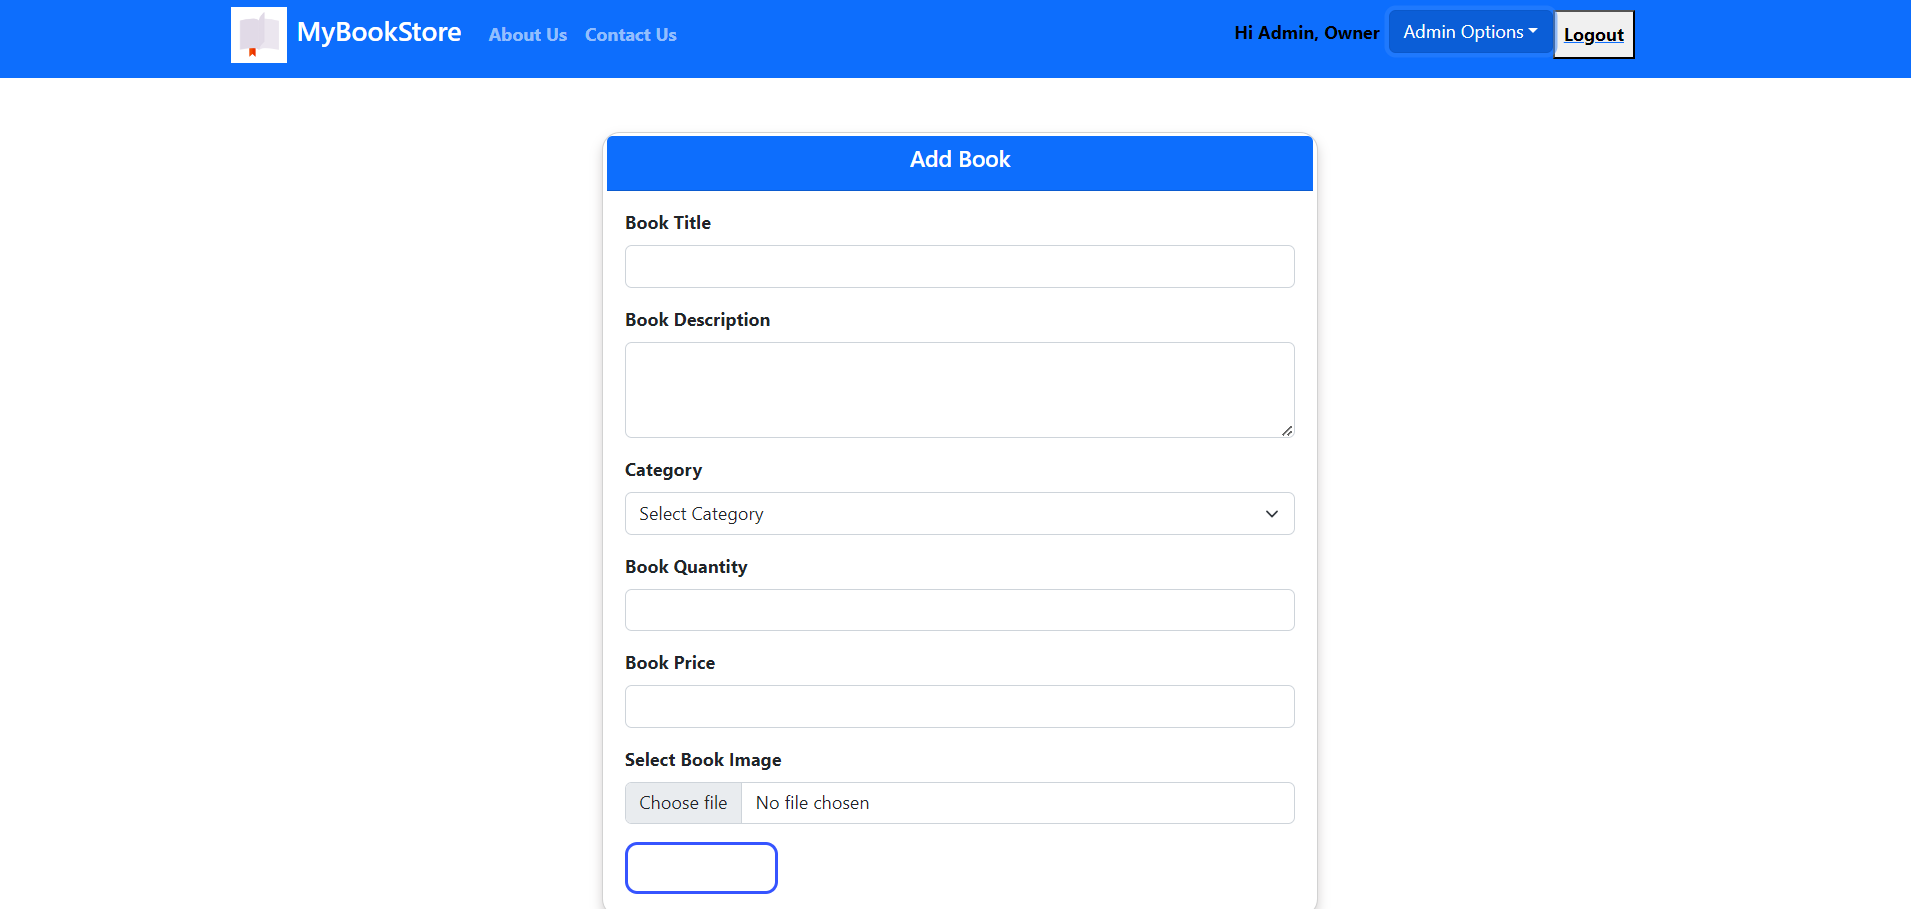 MyBookStore About Us Contact Us Hi Admin, Owner Admin Options Logout
Add Book
Book Title
Book Description
Category
Select Category
Book Quantity
Book Price
Select Book Image
Choose file No file chosen